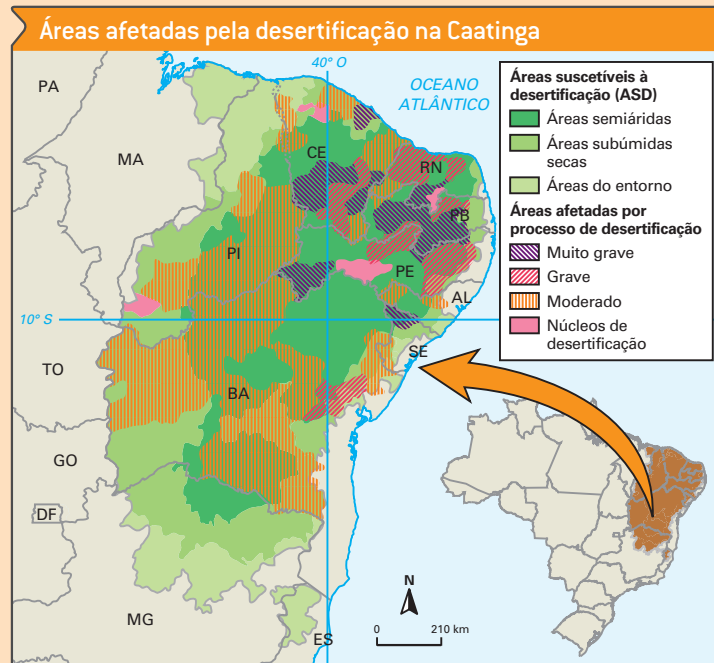 Áreas afetadas pela desertificação na Caatinga
40° O
OCEANO
ATLÂNTICO
PA
MA
CE
RN
PB
PI
PE
AL
10° S
SE
TO
BA
GO
DF
MG
ES
Áreas suscetíveis à
desertificação (ASD)
Áreas semiáridas
Áreas subúmidas
secas
Áreas do entorno
Áreas afetadas por
processo de desertificação
Muito grave
Grave
Moderado
Núcleos de
desertificação
N
0 210 km